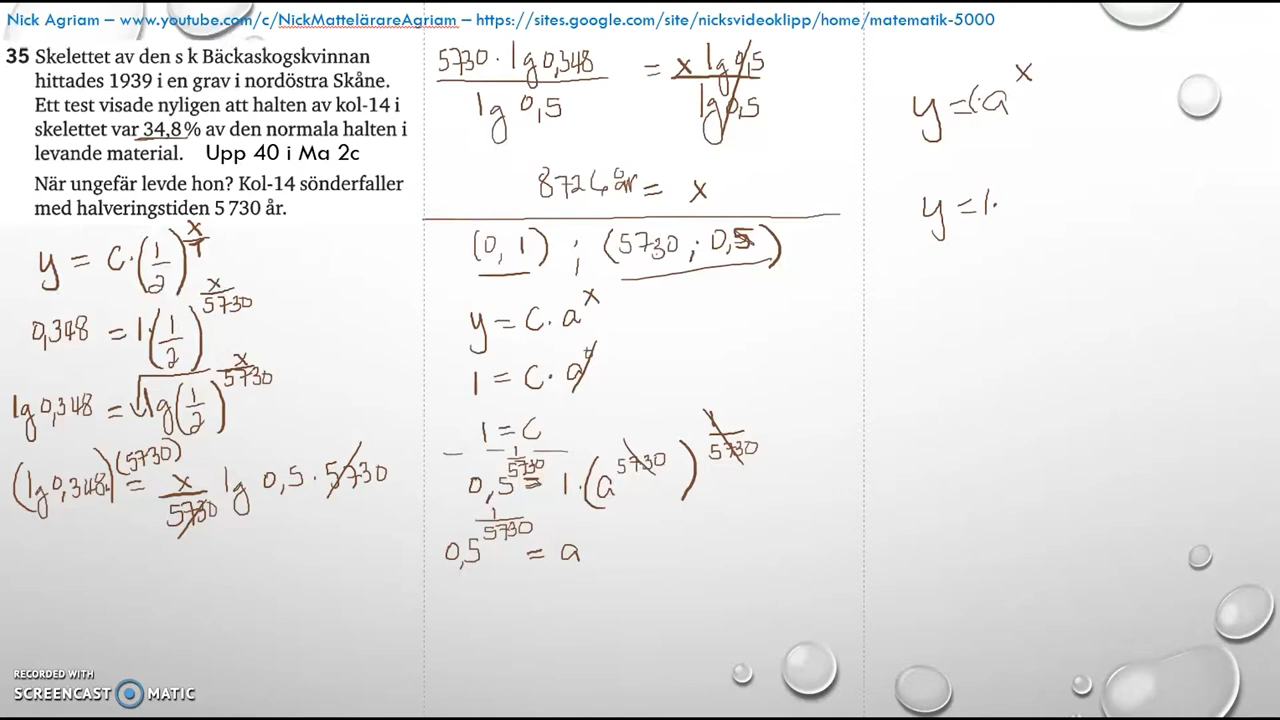 Nick Agriam – www.youtube.com/c/NickMattelärareAgriam – https://sites.google.com/site/nicksvideoklipp/home/matematik-5000
35 Skelettet av den s k Bäckaskogskvinnan
hittades 1939 i en grav i nordöstra Skåne.
Ett test visade nyligen att halten av kol-14 i
skelettet var 34,8% av den normala halten i
levande material. Upp 40 i Ma 2c
När ungefär levde hon? Kol-14 sönderfaller
med halveringstiden 5 730 år.
y = C·(1/2)^(x/T)
0,348 = 1·(1/2)^(x/5730)
lg 0,348 = lg(1/2)^(x/5730)
(lg 0,348)(5730) = x/5730 lg 0,5 · 5730
5730 · lg 0,348 / lg 0,5 = x lg 0,5 / lg 0,5
8726 år = x
(0, 1) ; (5730 ; 0,5)
y = C·a^x
1 = C·a^0
1 = C
0,5^(1/5730) = 1·(a^5730)^(1/5730)
0,5^(1/5730) = a
y = C·a^x
y = 1·
RECORDED WITH
SCREENCAST MATIC